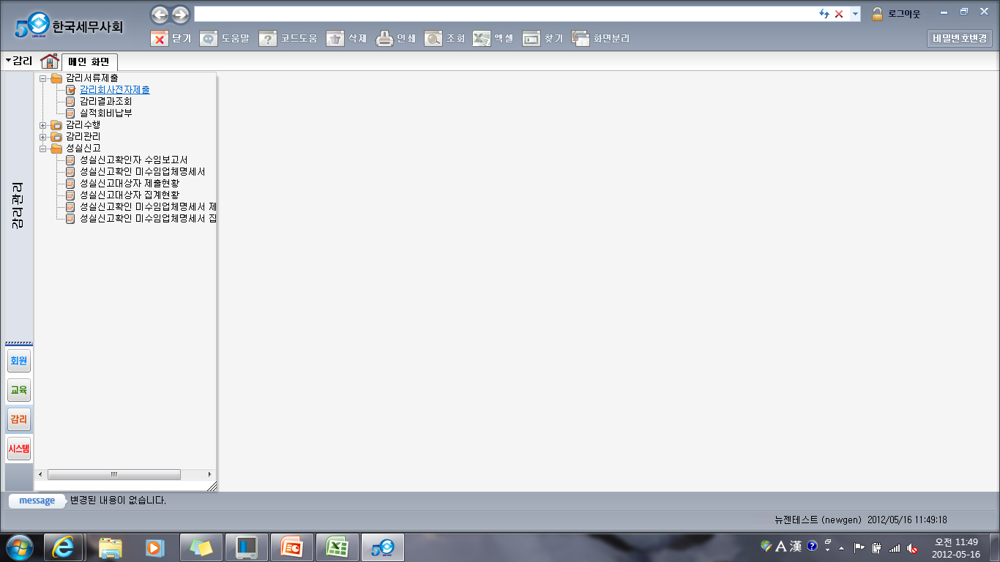 50 한국세무사회
로그아웃
닫기 도움말 코드도움 삭제 인쇄 조회 엑셀 찾기 화면분리
비밀번호변경
감리 메인 화면
감리서류제출
감리회사전자제출
감리결과조회
실적회비납부
감리수행
감리관리
성실신고
성실신고확인자 수임보고서
성실신고확인 미수임업체명세서
성실신고대상자 제출현황
성실신고대상자 집계현황
성실신고확인 미수임업체명세서 제
성실신고확인 미수임업체명세서 집
감리관리
회원
교육
감리
시스템
message 변경된 내용이 없습니다.
뉴젠테스트 (newgen) 2012/05/16 11:49:18
A 漢
오전 11:49
2012-05-16